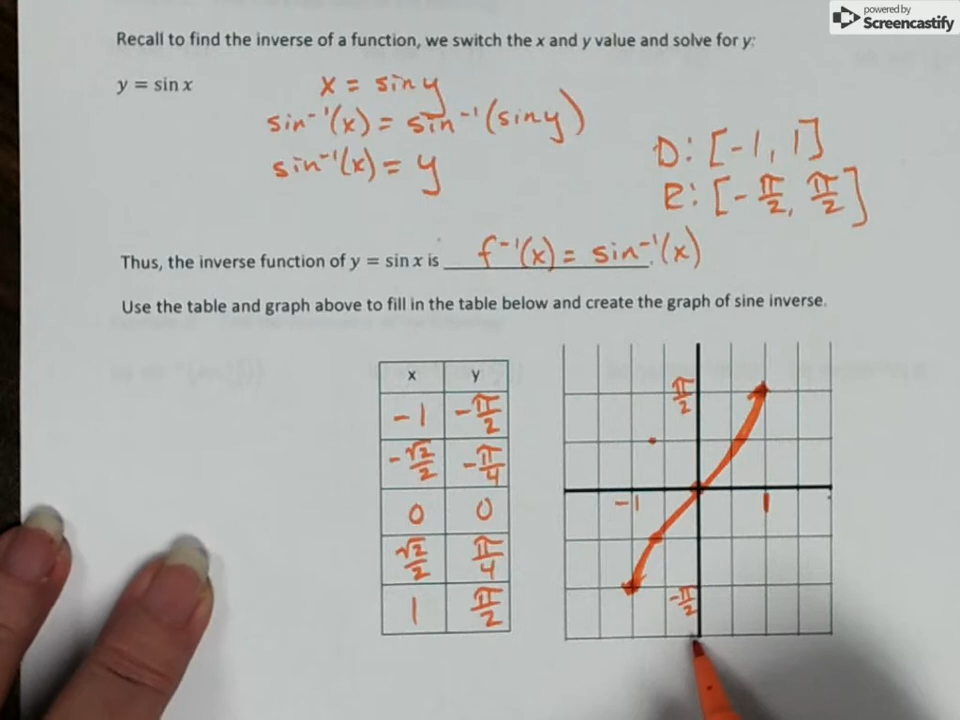 powered by
Screencastify
Recall to find the inverse of a function, we switch the x and y value and solve for y:
y = sin x
x = sin y
sin⁻¹(x) = sin⁻¹(sin y)
sin⁻¹(x) = y
D: [-1, 1]
R: [-π/2, π/2]
Thus, the inverse function of y = sin x is f⁻¹(x) = sin⁻¹(x).
Use the table and graph above to fill in the table below and create the graph of sine inverse.
x y
-1 -π/2
-√2/2 -π/4
0 0
√2/2 π/4
1 π/2
π/2
-1 1
-π/2